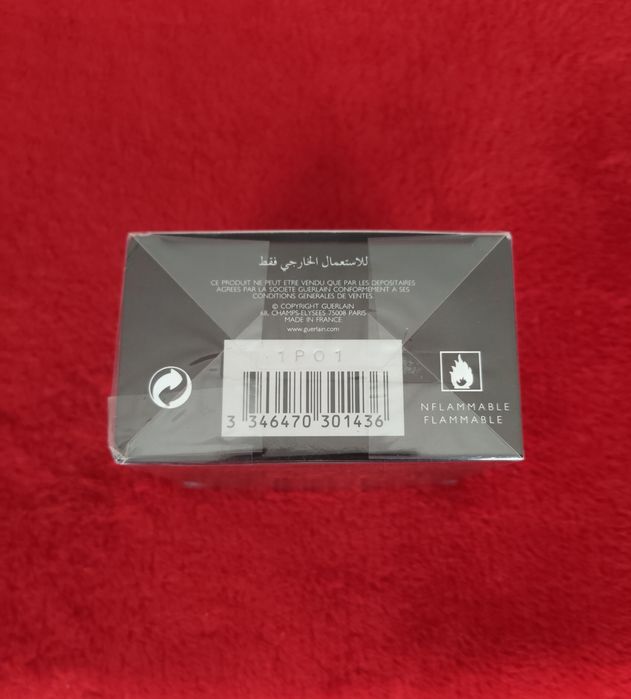 للاستعمال الخارجي فقط
CE PRODUIT NE PEUT ETRE VENDU QUE PAR LES DEPOSITAIRES
AGREES PAR LA SOCIETE GUERLAIN CONFORMEMENT A SES
CONDITIONS GENERALES DE VENTES
© COPYRIGHT GUERLAIN
68, CHAMPS-ELYSEES 75008 PARIS
MADE IN FRANCE
www.guerlain.com
1P01
3 346470 301436
NFLAMMABLE
FLAMMABLE